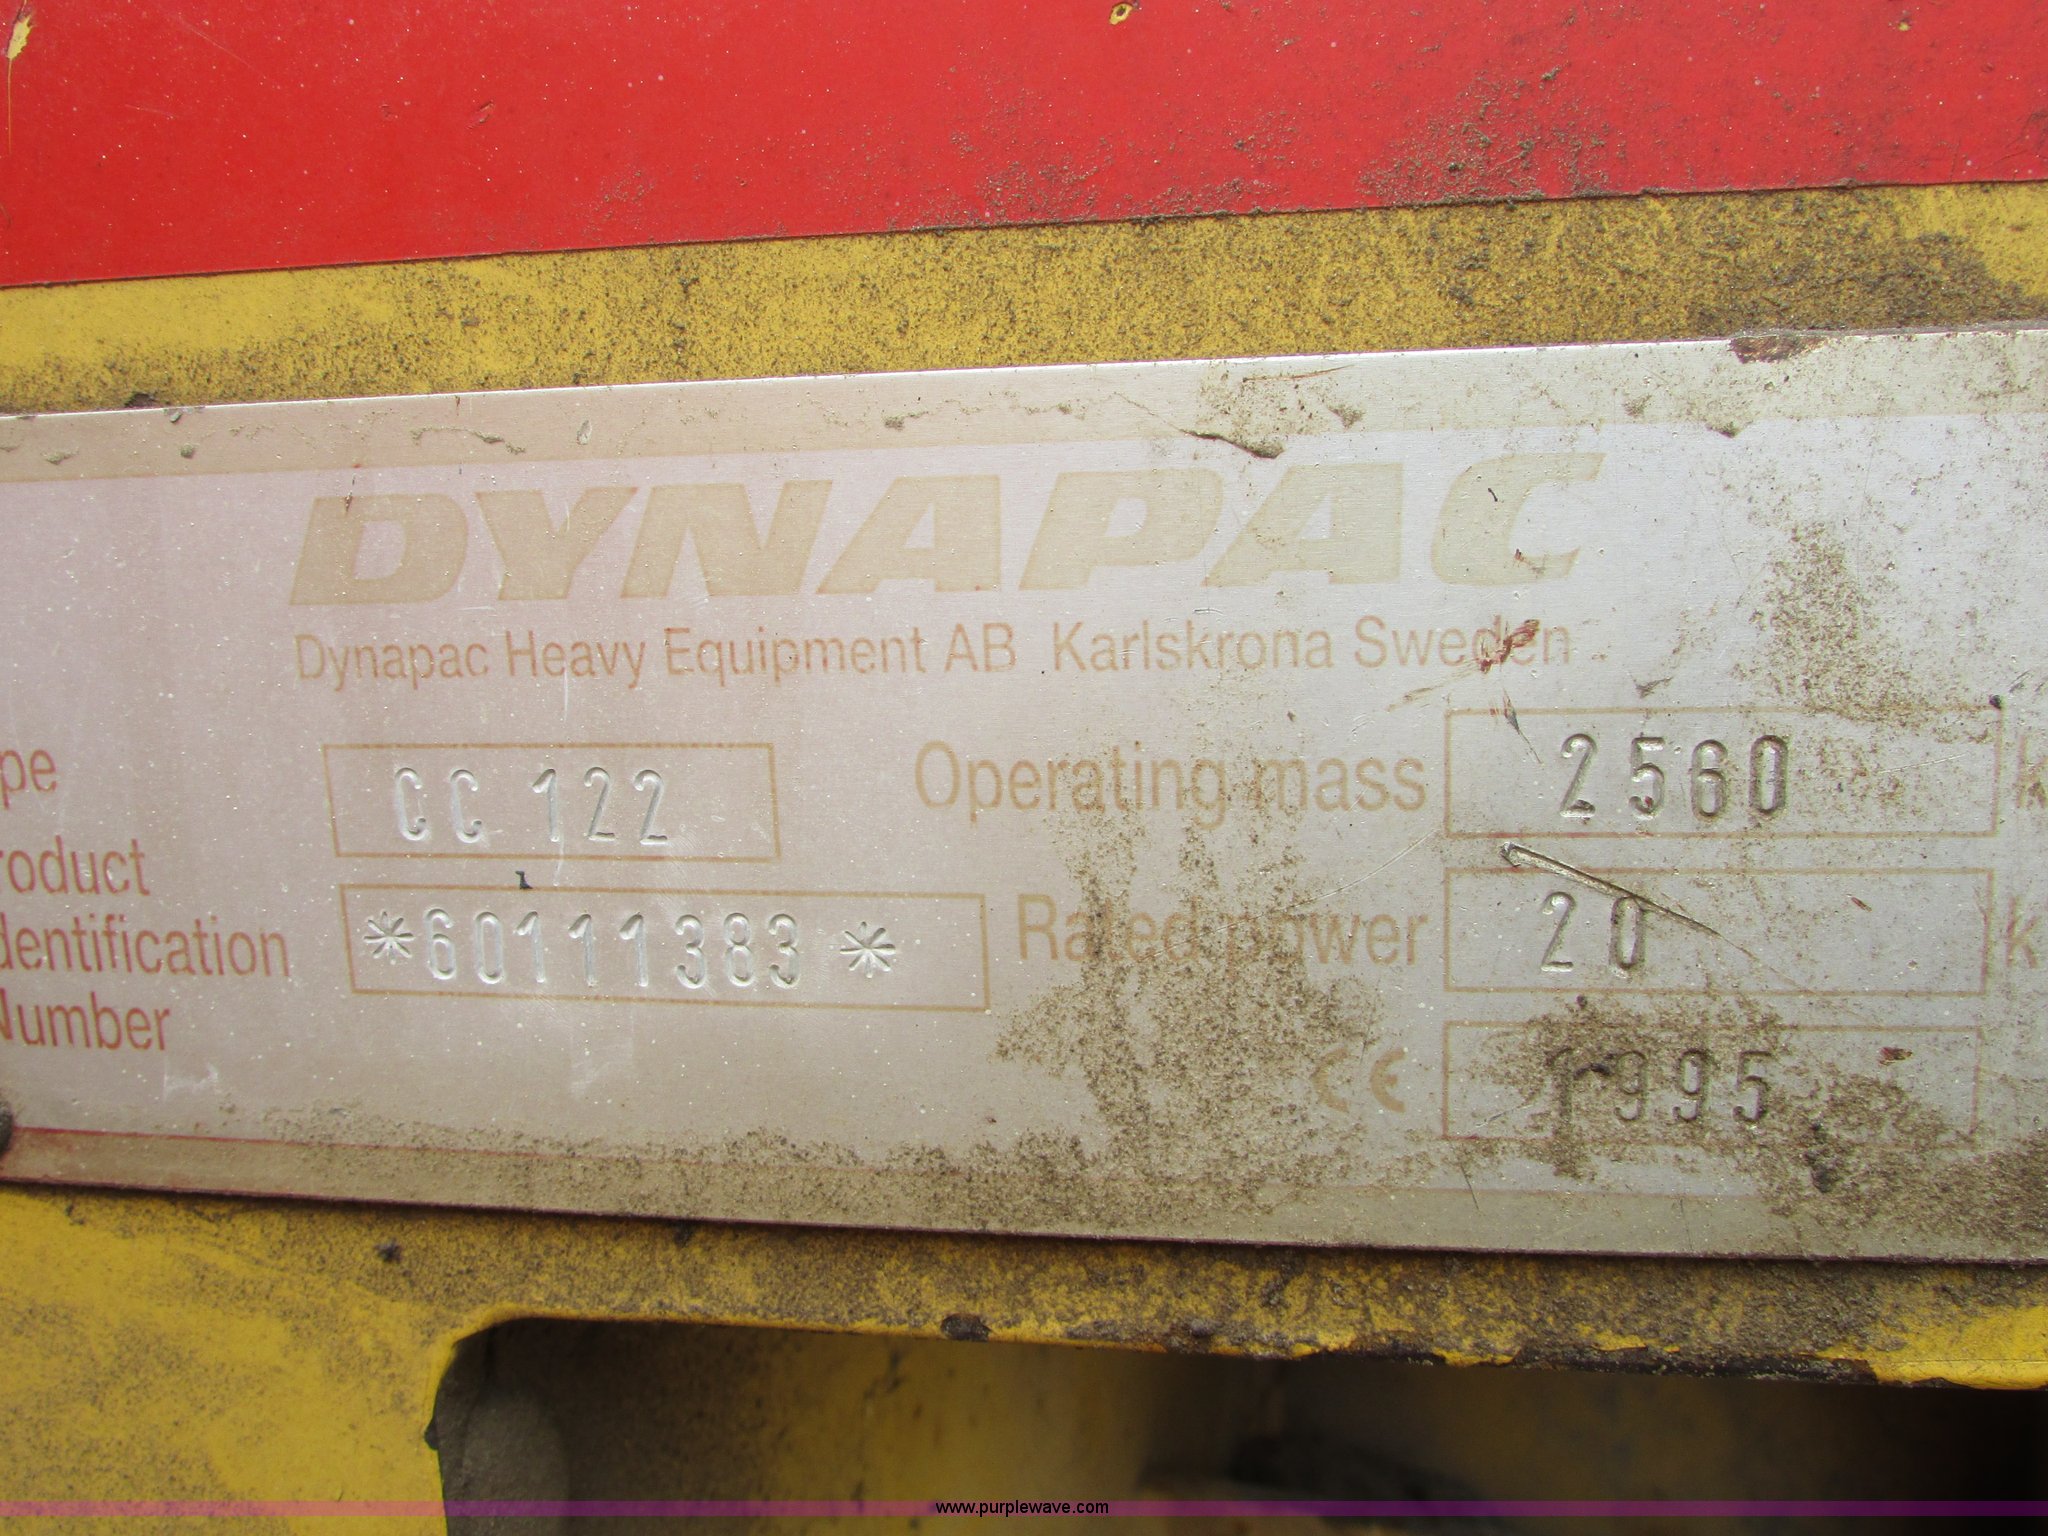 DYNAPAC
Dynapac Heavy Equipment AB Karlskrona Sweden
pe CC 122 Operating mass 2560 k
roduct
dentification
Number *60111383* Rated power 20 k
CE 1995
www.purplewave.com